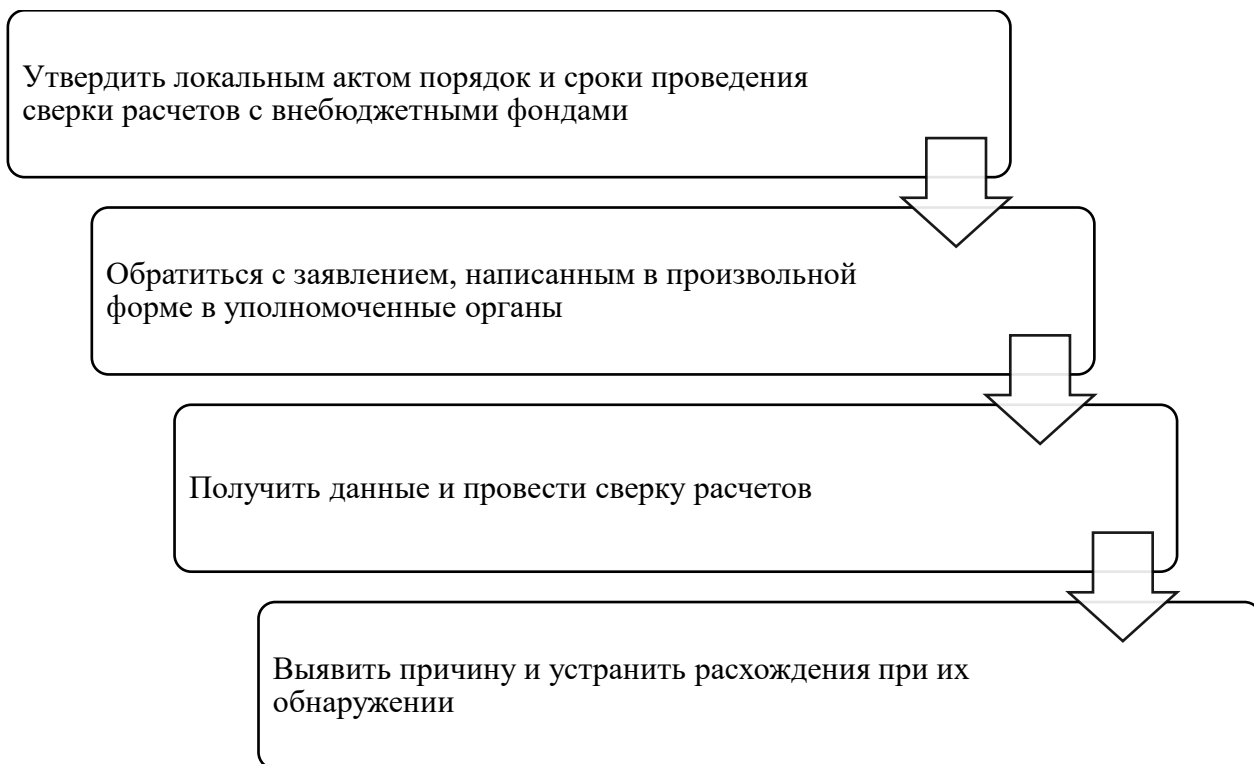 Утвердить локальным актом порядок и сроки проведения
сверки расчетов с внебюджетными фондами
Обратиться с заявлением, написанным в произвольной
форме в уполномоченные органы
Получить данные и провести сверку расчетов
Выявить причину и устранить расхождения при их
обнаружении